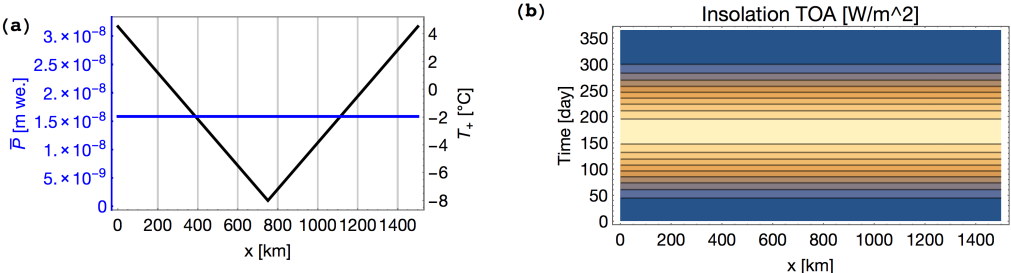 (a)
P̅ [m we.]
3.×10⁻⁸
2.5×10⁻⁸
2.×10⁻⁸
1.5×10⁻⁸
1.×10⁻⁸
5.×10⁻⁹
0
4
2
0
−2
−4
−6
−8
T₊ [°C]
0 200 400 600 800 1000 1200 1400
x [km]
(b)
Insolation TOA [W/m^2]
Time [day]
350
300
250
200
150
100
50
0
0 200 400 600 800 1000 1200 1400
x [km]